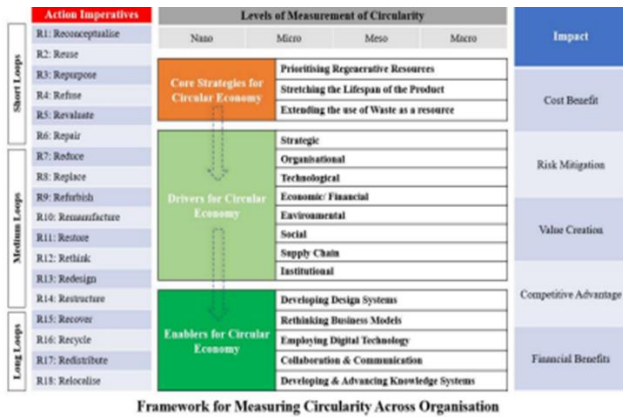 Action Imperatives
Short Loops
R1: Reconceptualise
R2: Reuse
R3: Repurpose
R4: Refuse
R5: Revaluate
R6: Repair
Medium Loops
R7: Reduce
R8: Replace
R9: Refurbish
R10: Remanufacture
R11: Restore
R12: Rethink
R13: Redesign
R14: Restructure
Long Loops
R15: Recover
R16: Recycle
R17: Redistribute
R18: Relocalise
Levels of Measurement of Circularity
Nano Micro Meso Macro
Core Strategies for
Circular Economy
Prioritising Regenerative Resources
Stretching the Lifespan of the Product
Extending the use of Waste as a resource
Drivers for Circular
Economy
Strategic
Organisational
Technological
Economic/ Financial
Environmental
Social
Supply Chain
Institutional
Enablers for Circular
Economy
Developing Design Systems
Rethinking Business Models
Employing Digital Technology
Collaboration & Communication
Developing & Advancing Knowledge Systems
Impact
Cost Benefit
Risk Mitigation
Value Creation
Competitive Advantage
Financial Benefits
Framework for Measuring Circularity Across Organisation